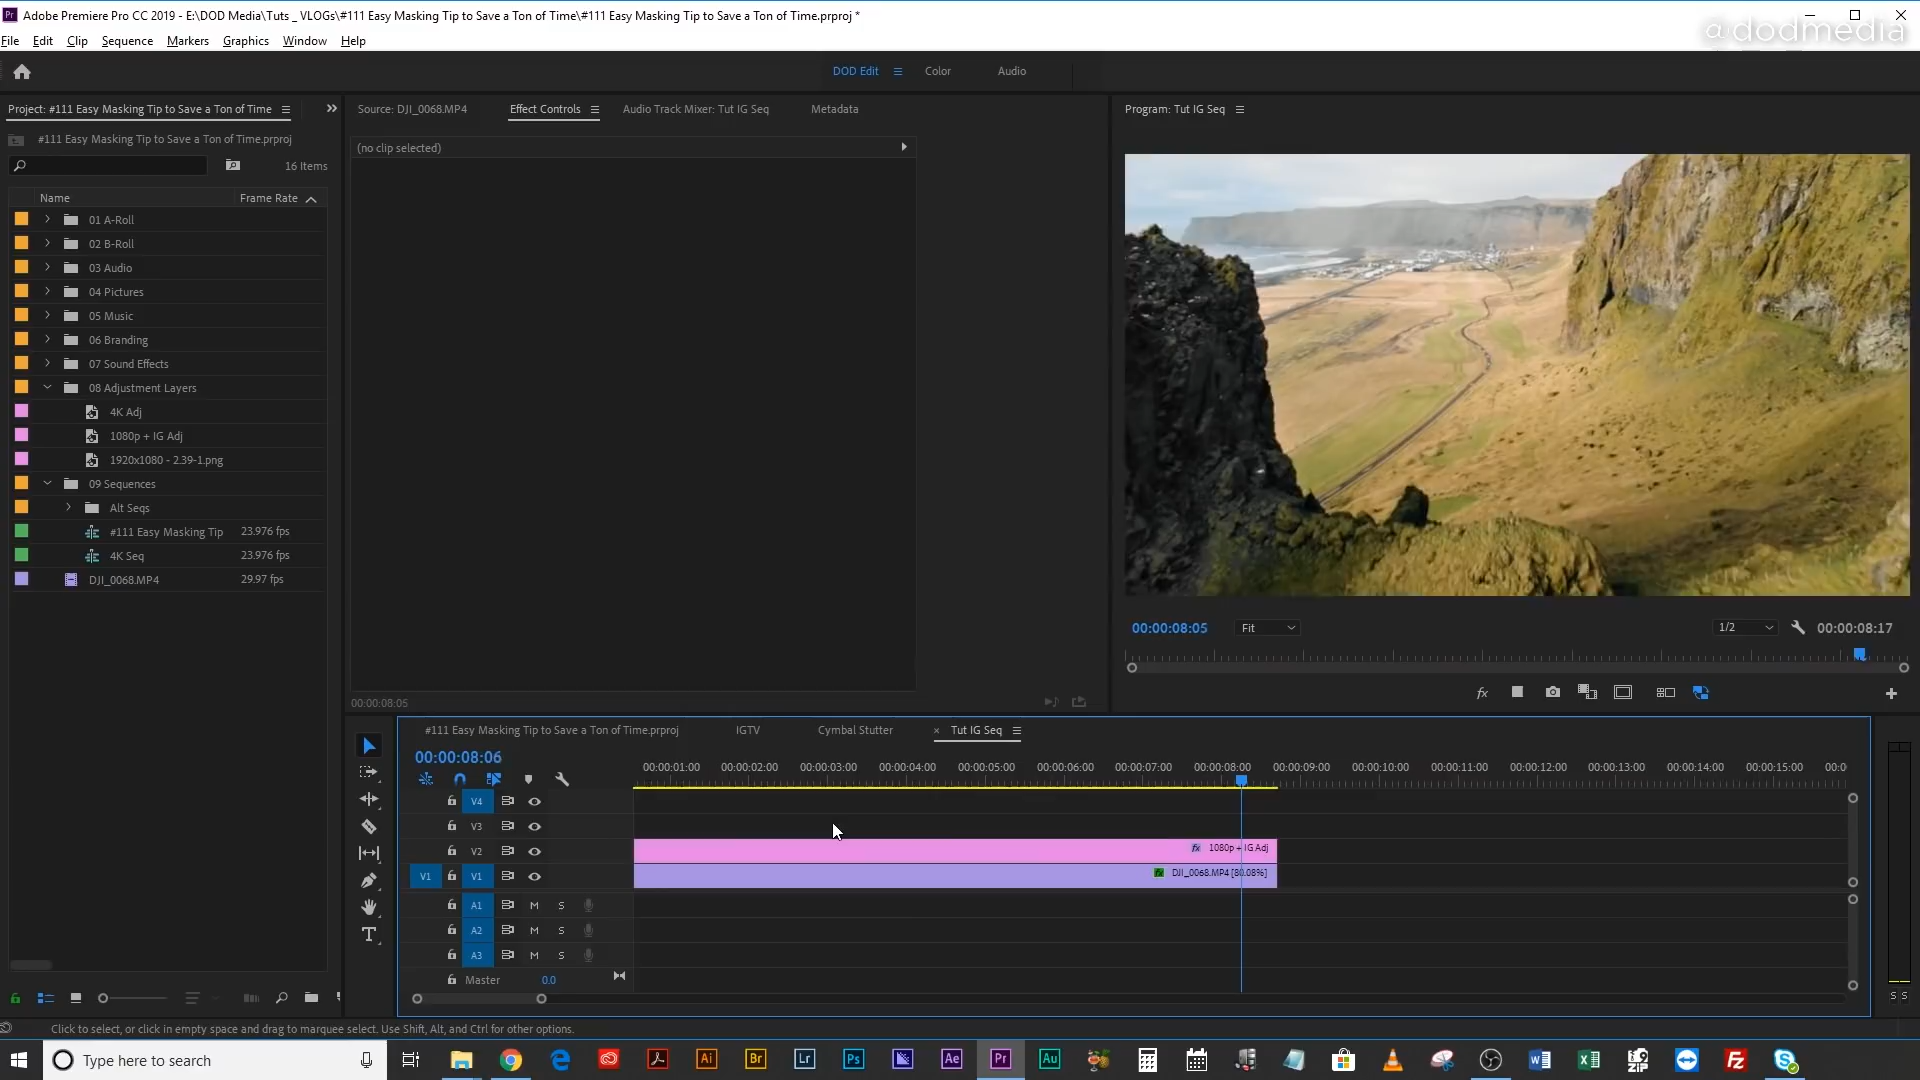 Adobe Premiere Pro CC 2019 - E:\DOD Media\Tuts _ VLOGs\#111 Easy Masking Tip to Save a Ton of Time\#111 Easy Masking Tip to Save a Ton of Time.prproj *
@dodmedia
File Edit Clip Sequence Markers Graphics Window Help
DOD Edit Color Audio
Project: #111 Easy Masking Tip to Save a Ton of Time
Source: DJI_0068.MP4 Effect Controls Audio Track Mixer: Tut IG Seq Metadata
Program: Tut IG Seq
#111 Easy Masking Tip to Save a Ton of Time.prproj
16 Items
(no clip selected)
Name Frame Rate
01 A-Roll
02 B-Roll
03 Audio
04 Pictures
05 Music
06 Branding
07 Sound Effects
08 Adjustment Layers
4K Adj
1080p + IG Adj
1920x1080 - 2.39-1.png
09 Sequences
Alt Seqs
#111 Easy Masking Tip 23.976 fps
4K Seq 23.976 fps
DJI_0068.MP4 29.97 fps
00:00:08:05
00:00:08:05 Fit 1/2 00:00:08:17
fx
#111 Easy Masking Tip to Save a Ton of Time.prproj IGTV Cymbal Stutter × Tut IG Seq
00:00:08:06
00:00:01:00 00:00:02:00 00:00:03:00 00:00:04:00 00:00:05:00 00:00:06:00 00:00:07:00 00:00:08:00 00:00:09:00 00:00:10:00 00:00:11:00 00:00:12:00 00:00:13:00 00:00:14:00 00:00:15:00 00:0
V4
V3
V2 fx 1080p + IG Adj
V1 V1 fx DJI_0068.MP4 [80.08%]
A1 M S
A2 M S
A3 M S
Master 0.0
S S
Click to select, or click in empty space and drag to marquee select. Use Shift, Alt, and Ctrl for other options.
Type here to search
Ai Br Lr Ps Ae Pr Au
ZIP